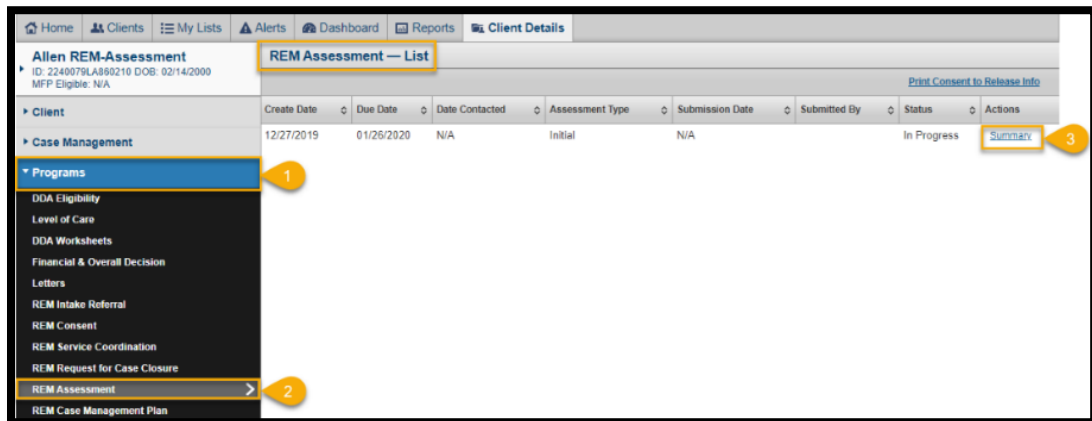 Home Clients My Lists Alerts Dashboard Reports Client Details
Allen REM-Assessment
ID: 2240079LA860210 DOB: 02/14/2000
MFP Eligible: N/A
REM Assessment — List
Print Consent to Release Info
Client
Case Management
Programs
1
DDA Eligibility
Level of Care
DDA Worksheets
Financial & Overall Decision
Letters
REM Intake Referral
REM Consent
REM Service Coordination
REM Request for Case Closure
REM Assessment
2
REM Case Management Plan
Create Date Due Date Date Contacted Assessment Type Submission Date Submitted By Status Actions
12/27/2019 01/26/2020 N/A Initial N/A In Progress Summary
3